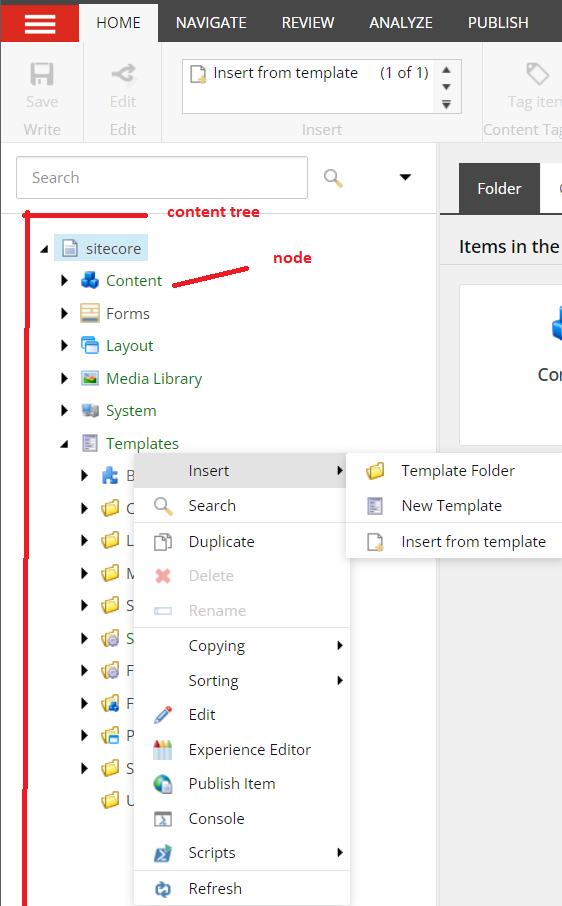 HOME NAVIGATE REVIEW ANALYZE PUBLISH
Insert from template (1 of 1)
Save Edit Tag item
Write Edit Insert Content Tag
Search
content tree
Folder
sitecore
node
Items in the
Content
Forms
Layout
Co
Media Library
System
Templates
Insert Template Folder
B
Search New Template
C
Duplicate Insert from template
L
Delete
M
Rename
S
Copying
S
Sorting
F
Edit
F
Experience Editor
P
Publish Item
S
Console
U
Scripts
Refresh